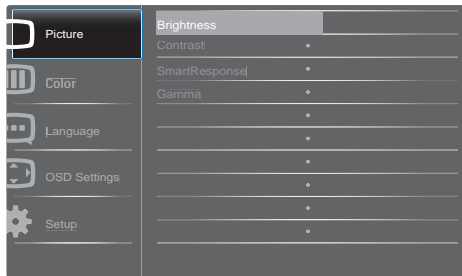 Picture
Color
Language
OSD Settings
Setup
Brightness
Contrast
SmartResponse
Gamma